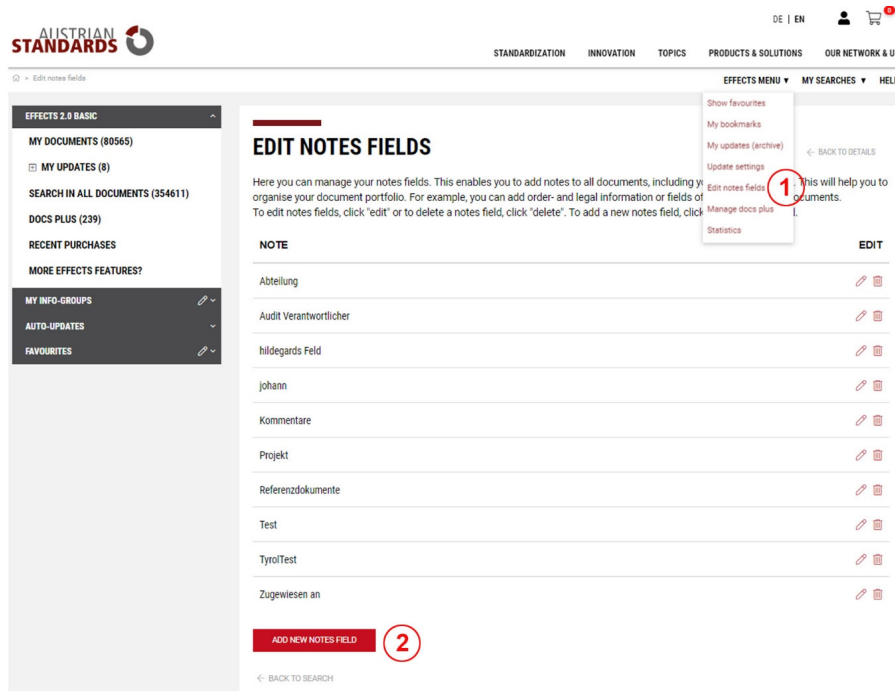 DE | EN
0
AUSTRIAN
STANDARDS
STANDARDIZATION INNOVATION TOPICS PRODUCTS & SOLUTIONS OUR NETWORK & U
> Edit notes fields
EFFECTS MENU ▼ MY SEARCHES ▼ HEL
EFFECTS 2.0 BASIC
MY DOCUMENTS (80565)
MY UPDATES (8)
SEARCH IN ALL DOCUMENTS (354611)
DOCS PLUS (239)
RECENT PURCHASES
MORE EFFECTS FEATURES?
MY INFO-GROUPS
AUTO-UPDATES
FAVOURITES
Show favourites
My bookmarks
My updates (archive)
Update settings
Edit notes fields
Manage docs plus
Statistics
1
EDIT NOTES FIELDS
← BACK TO DETAILS
Here you can manage your notes fields. This enables you to add notes to all documents, including This will help you to
organise your document portfolio. For example, you can add order- and legal information or fields of
To edit notes fields, click "edit" or to delete a notes field, click "delete". To add a new notes field, click
NOTE EDIT
Abteilung
Audit Verantwortlicher
hildegards Feld
johann
Kommentare
Projekt
Referenzdokumente
Test
TyrolTest
Zugewiesen an
ADD NEW NOTES FIELD
2
← BACK TO SEARCH